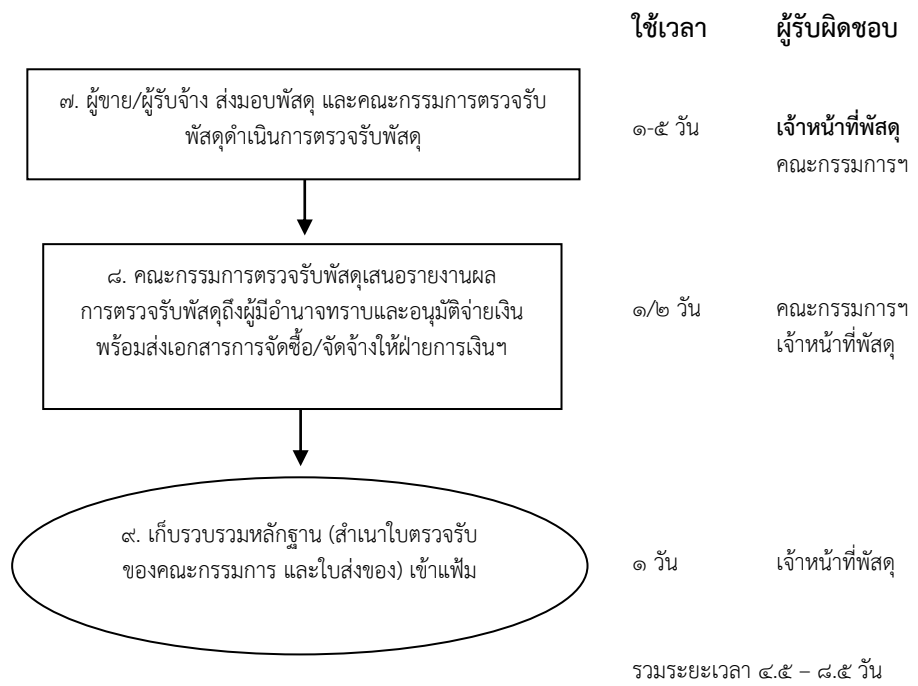 ใช้เวลา ผู้รับผิดชอบ
๗. ผู้ขาย/ผู้รับจ้าง ส่งมอบพัสดุ และคณะกรรมการตรวจรับ
พัสดุดำเนินการตรวจรับพัสดุ
๑-๕ วัน เจ้าหน้าที่พัสดุ
คณะกรรมการฯ
๘. คณะกรรมการตรวจรับพัสดุเสนอรายงานผล
การตรวจรับพัสดุถึงผู้มีอำนาจทราบและอนุมัติจ่ายเงิน
พร้อมส่งเอกสารการจัดซื้อ/จัดจ้างให้ฝ่ายการเงินฯ
๑/๒ วัน คณะกรรมการฯ
เจ้าหน้าที่พัสดุ
๙. เก็บรวบรวมหลักฐาน (สำเนาใบตรวจรับ
ของคณะกรรมการ และใบส่งของ) เข้าแฟ้ม
๑ วัน เจ้าหน้าที่พัสดุ
รวมระยะเวลา ๔.๕ – ๘.๕ วัน